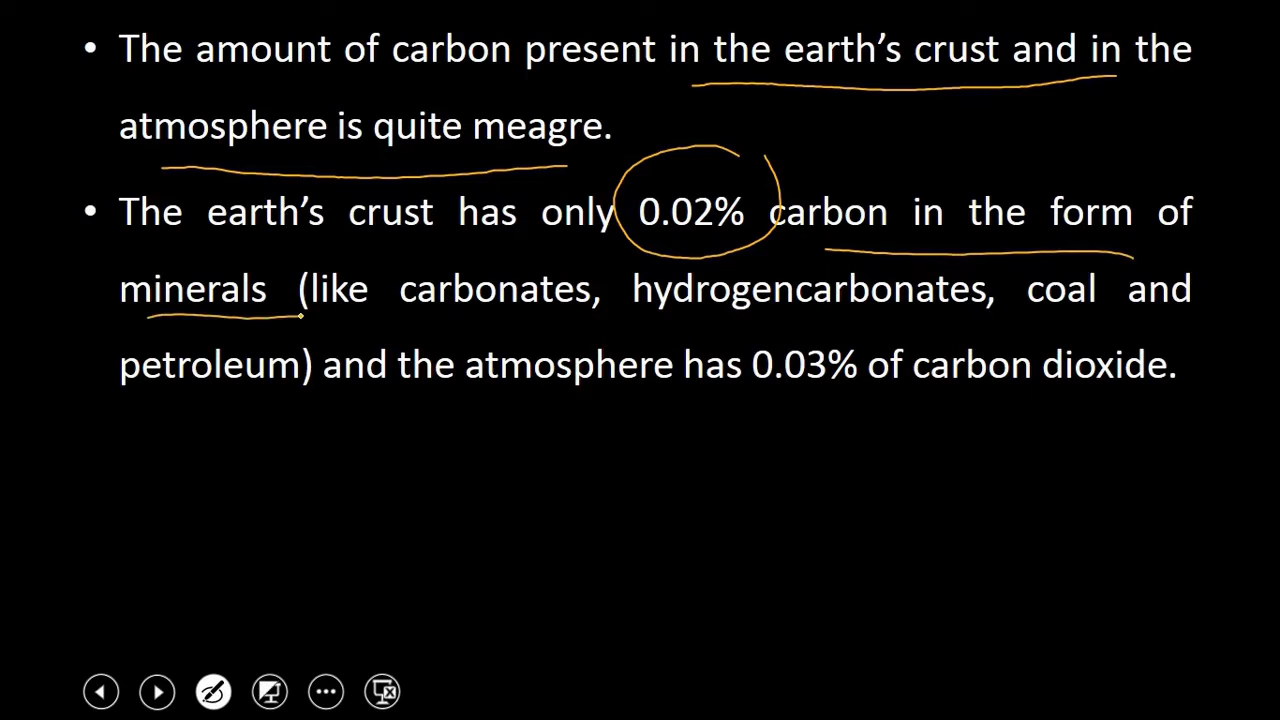 • The amount of carbon present in the earth’s crust and in the
atmosphere is quite meagre.
• The earth’s crust has only 0.02% carbon in the form of
minerals (like carbonates, hydrogencarbonates, coal and
petroleum) and the atmosphere has 0.03% of carbon dioxide.